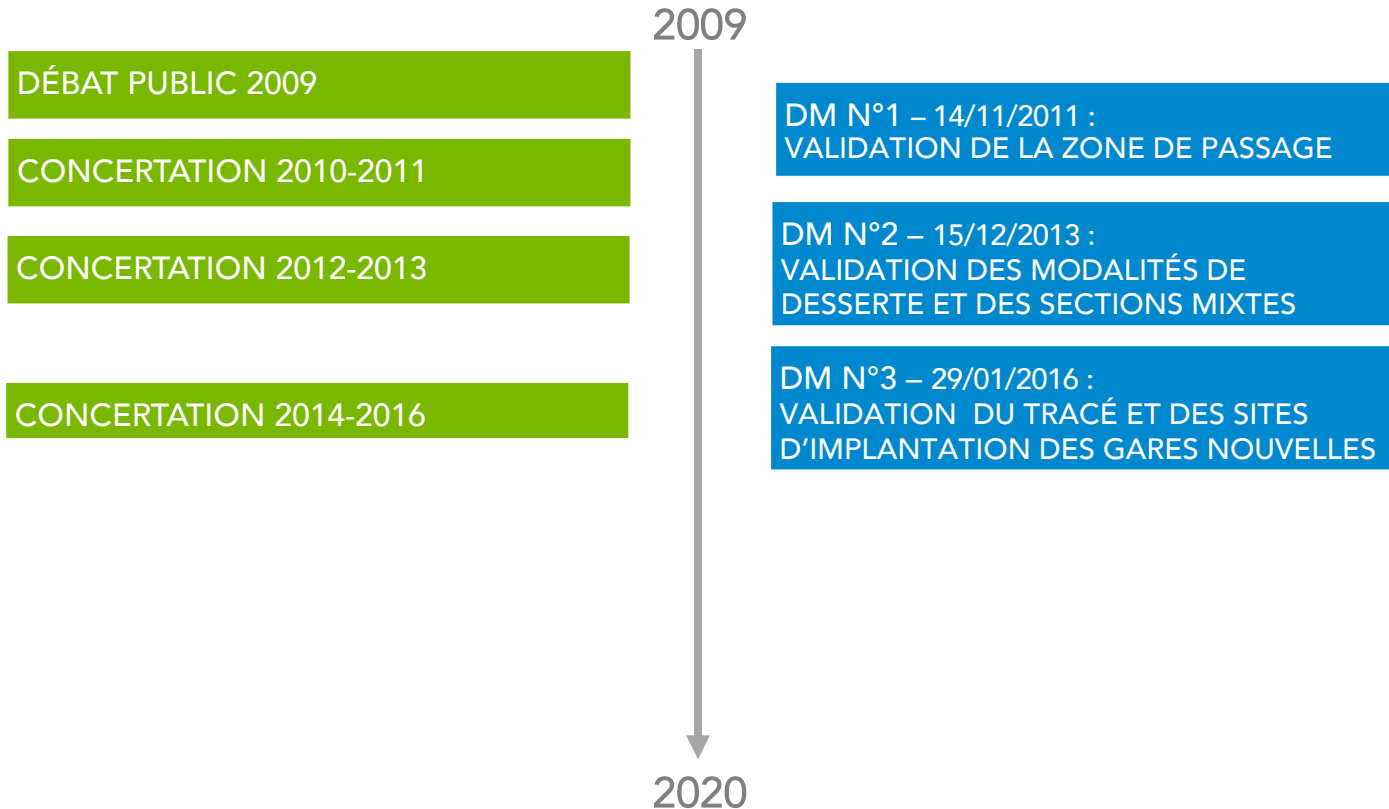 2009
DÉBAT PUBLIC 2009
CONCERTATION 2010-2011
CONCERTATION 2012-2013
CONCERTATION 2014-2016
DM N°1 – 14/11/2011 :
VALIDATION DE LA ZONE DE PASSAGE
DM N°2 – 15/12/2013 :
VALIDATION DES MODALITÉS DE
DESSERTE ET DES SECTIONS MIXTES
DM N°3 – 29/01/2016 :
VALIDATION DU TRACÉ ET DES SITES
D’IMPLANTATION DES GARES NOUVELLES
2020